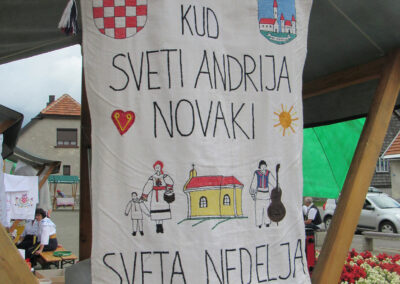 KUD
SVETI ANDRIJA
NOVAKI
SVETA NEDELJA